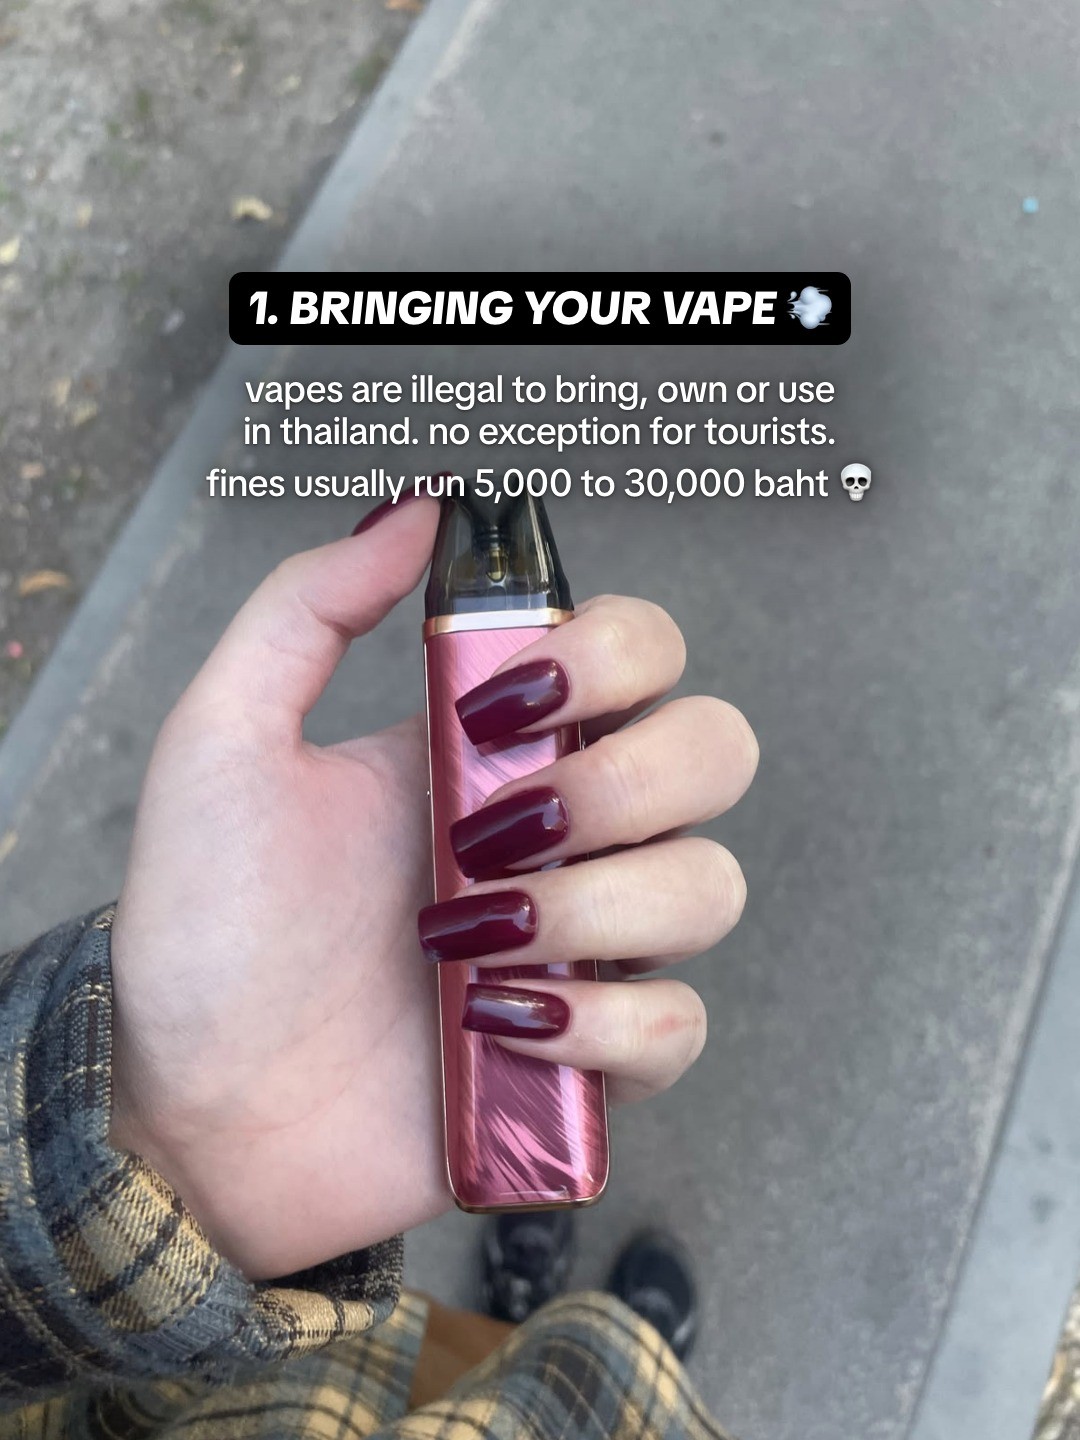 1. BRINGING YOUR VAPE 💨
vapes are illegal to bring, own or use
in thailand. no exception for tourists.
fines usually run 5,000 to 30,000 baht 💀